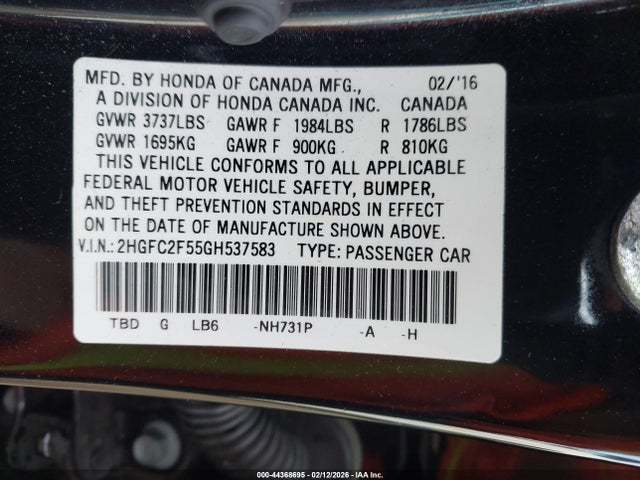 MFD. BY HONDA OF CANADA MFG., 02/'16
A DIVISION OF HONDA CANADA INC. CANADA
GVWR 3737LBS GAWR F 1984LBS R 1786LBS
GVWR 1695KG GAWR F 900KG R 810KG
THIS VEHICLE CONFORMS TO ALL APPLICABLE
FEDERAL MOTOR VEHICLE SAFETY, BUMPER,
AND THEFT PREVENTION STANDARDS IN EFFECT
ON THE DATE OF MANUFACTURE SHOWN ABOVE.
V.I.N.: 2HGFC2F55GH537583 TYPE: PASSENGER CAR
TBD G LB6 -NH731P -A -H
000-44368695 - 02/12/2026 - IAA Inc.